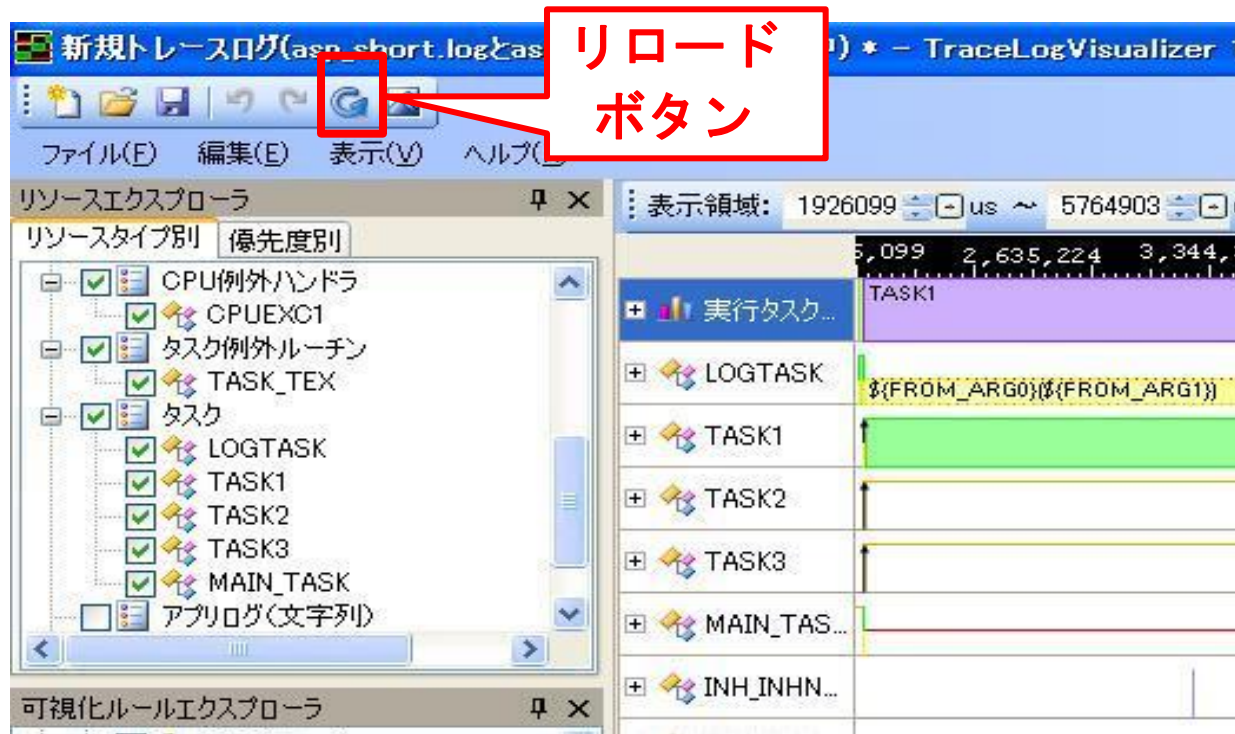 新規トレースログ(asp_short.logとas
) * - TraceLogVisualizer
リロード
ボタン
ファイル(F) 編集(E) 表示(V) ヘルプ(
リソースエクスプローラ
リソースタイプ別 優先度別
CPU例外ハンドラ
CPUEXC1
タスク例外ルーチン
TASK_TEX
タスク
LOGTASK
TASK1
TASK2
TASK3
MAIN_TASK
アプリログ(文字列)
可視化ルールエクスプローラ
表示領域: 1926099 us ~ 5764903
5,099 2,635,224 3,344,
実行タスク... TASK1
LOGTASK
${FROM_ARG0}(${FROM_ARG1})
TASK1
TASK2
TASK3
MAIN_TAS...
INH_INHN...